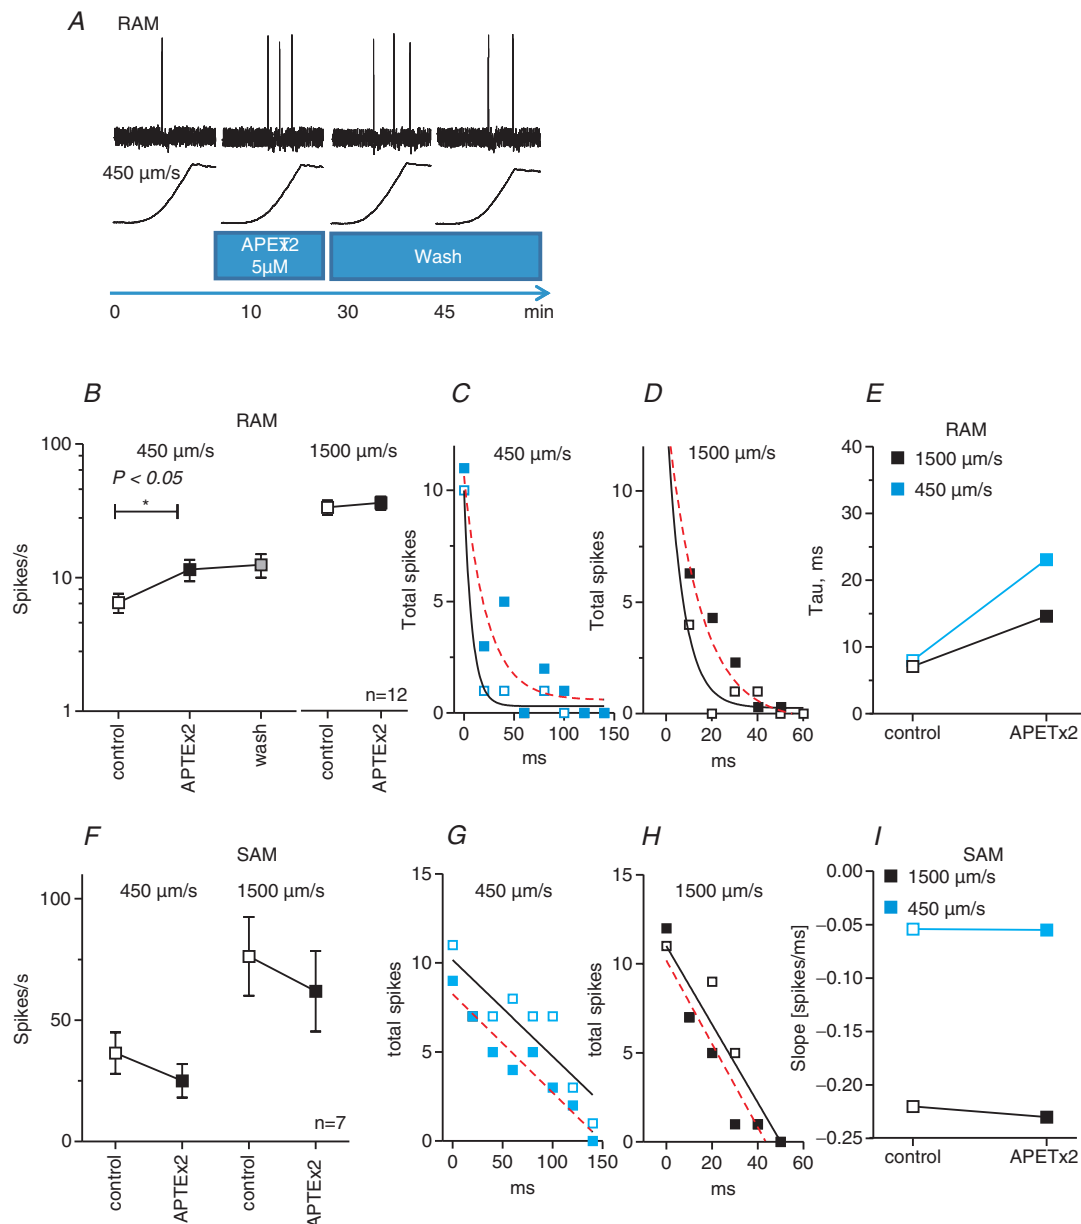 A
RAM
450 µm/s
APETx2
5µM
Wash
0 10 30 45 min
B
RAM
450 µm/s 1500 µm/s
P < 0.05
*
Spikes/s
100
10
1
n=12
control APTEx2 wash control APTEx2
C
450 µm/s
Total spikes
10
5
0
0 50 100 150
ms
D
1500 µm/s
Total spikes
10
5
0
0 20 40 60
ms
E
RAM
1500 µm/s
450 µm/s
Tau, ms
40
30
20
10
0
control APETx2
F
SAM
450 µm/s 1500 µm/s
Spikes/s
100
50
0
n=7
control APTEx2 control APTEx2
G
450 µm/s
total spikes
15
10
5
0
0 50 100 150
ms
H
1500 µm/s
total spikes
15
10
5
0
0 20 40 60
ms
I
SAM
1500 µm/s
450 µm/s
Slope [spikes/ms]
0.00
−0.05
−0.10
−0.15
−0.20
−0.25
control APETx2